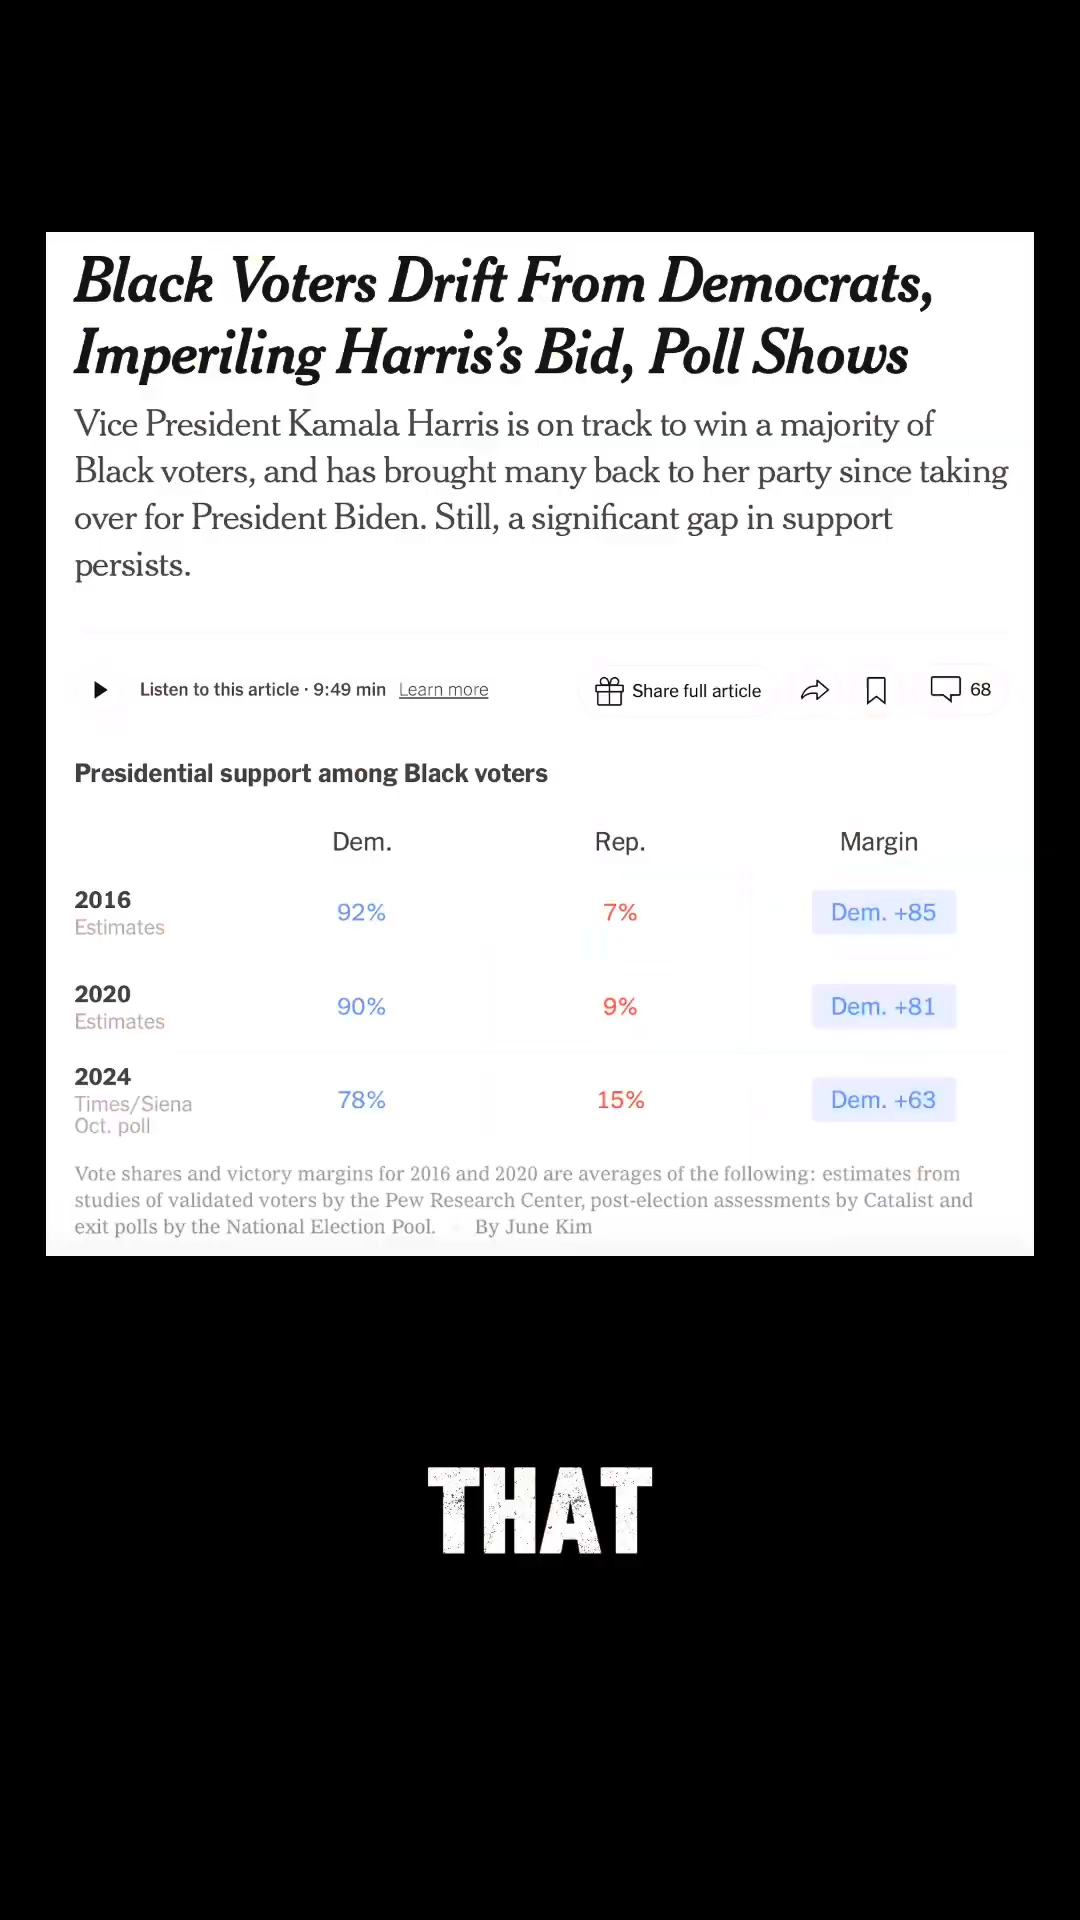 Black Voters Drift From Democrats,
Imperiling Harris’s Bid, Poll Shows
Vice President Kamala Harris is on track to win a majority of
Black voters, and has brought many back to her party since taking
over for President Biden. Still, a significant gap in support
persists.
Listen to this article · 9:49 min Learn more Share full article 68
Presidential support among Black voters
Dem. Rep. Margin
2016
Estimates 92% 7% Dem. +85
2020
Estimates 90% 9% Dem. +81
2024
Times/Siena
Oct. poll 78% 15% Dem. +63
Vote shares and victory margins for 2016 and 2020 are averages of the following: estimates from
studies of validated voters by the Pew Research Center, post-election assessments by Catalist and
exit polls by the National Election Pool. By June Kim
THAT